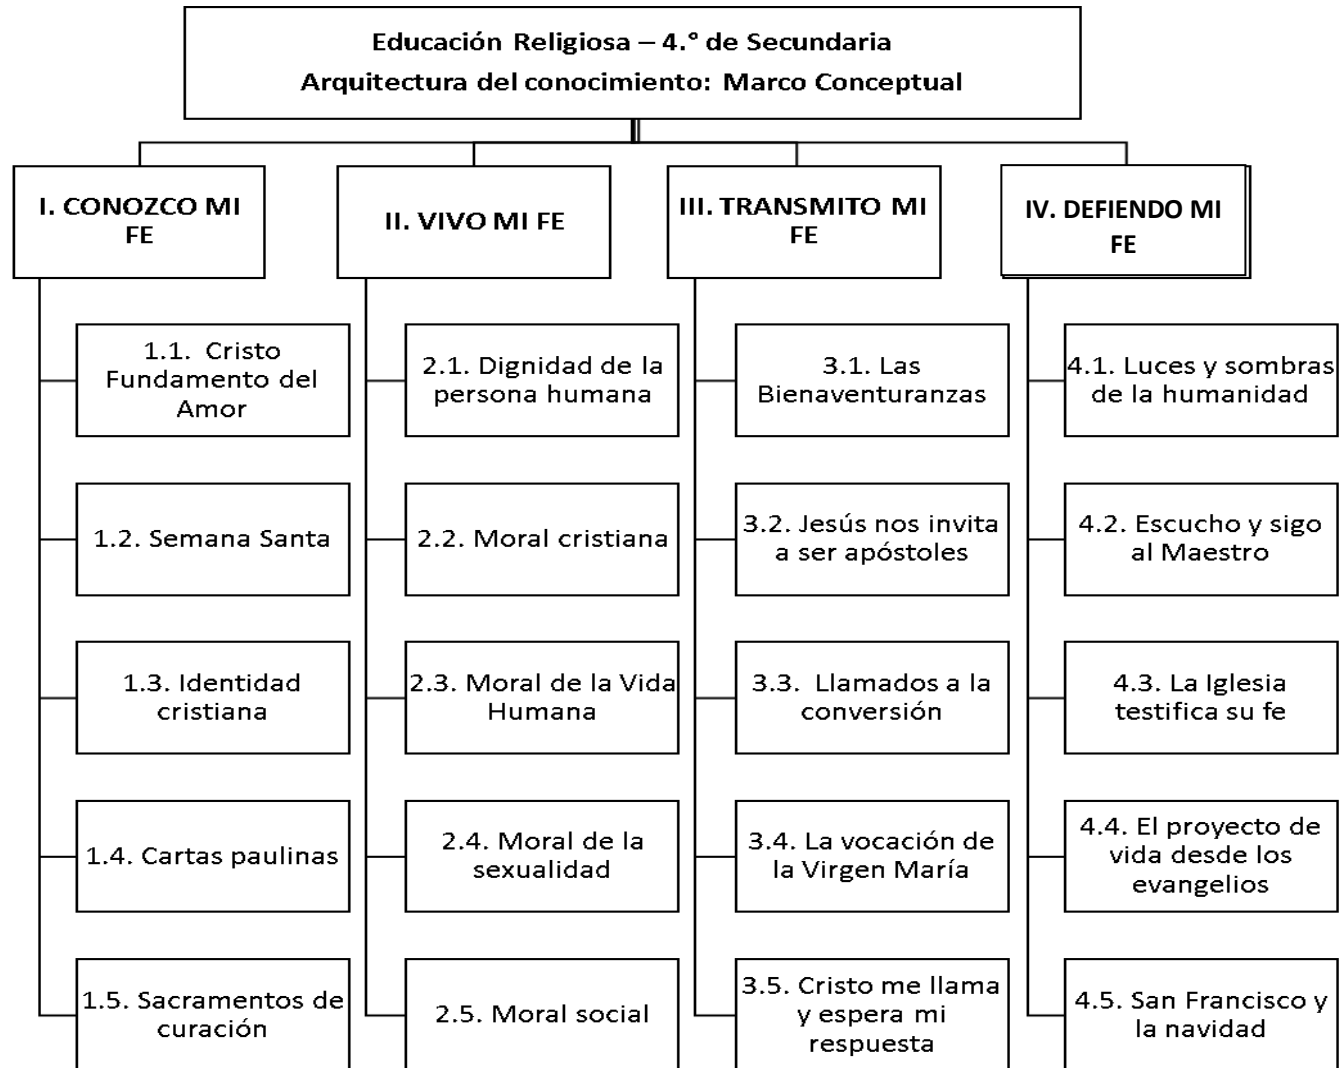 Educación Religiosa – 4.° de Secundaria
Arquitectura del conocimiento: Marco Conceptual
I. CONOZCO MI
FE
1.1. Cristo
Fundamento del
Amor
1.2. Semana Santa
1.3. Identidad
cristiana
1.4. Cartas paulinas
1.5. Sacramentos de
curación
II. VIVO MI FE
2.1. Dignidad de la
persona humana
2.2. Moral cristiana
2.3. Moral de la Vida
Humana
2.4. Moral de la
sexualidad
2.5. Moral social
III. TRANSMITO MI
FE
3.1. Las
Bienaventuranzas
3.2. Jesús nos invita
a ser apóstoles
3.3. Llamados a la
conversión
3.4. La vocación de
la Virgen María
3.5. Cristo me llama
y espera mi
respuesta
IV. DEFIENDO MI
FE
4.1. Luces y sombras
de la humanidad
4.2. Escucho y sigo
al Maestro
4.3. La Iglesia
testifica su fe
4.4. El proyecto de
vida desde los
evangelios
4.5. San Francisco y
la navidad